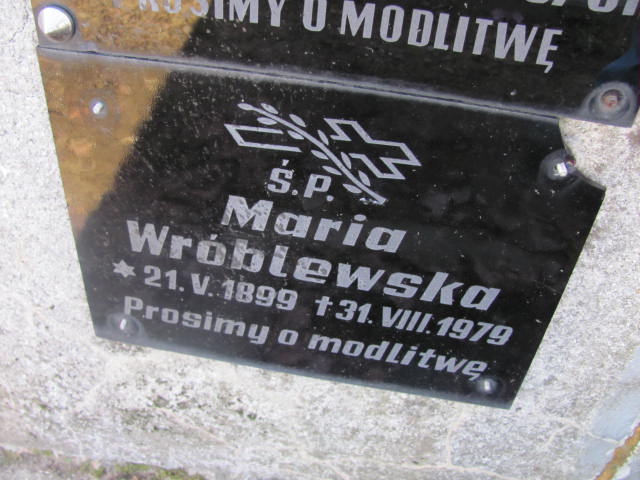 PROSIMY O MODLITWĘ
Ś.P.
Maria
Wróblewska
* 21.V.1899 † 31.VIII.1979
Prosimy o modlitwę